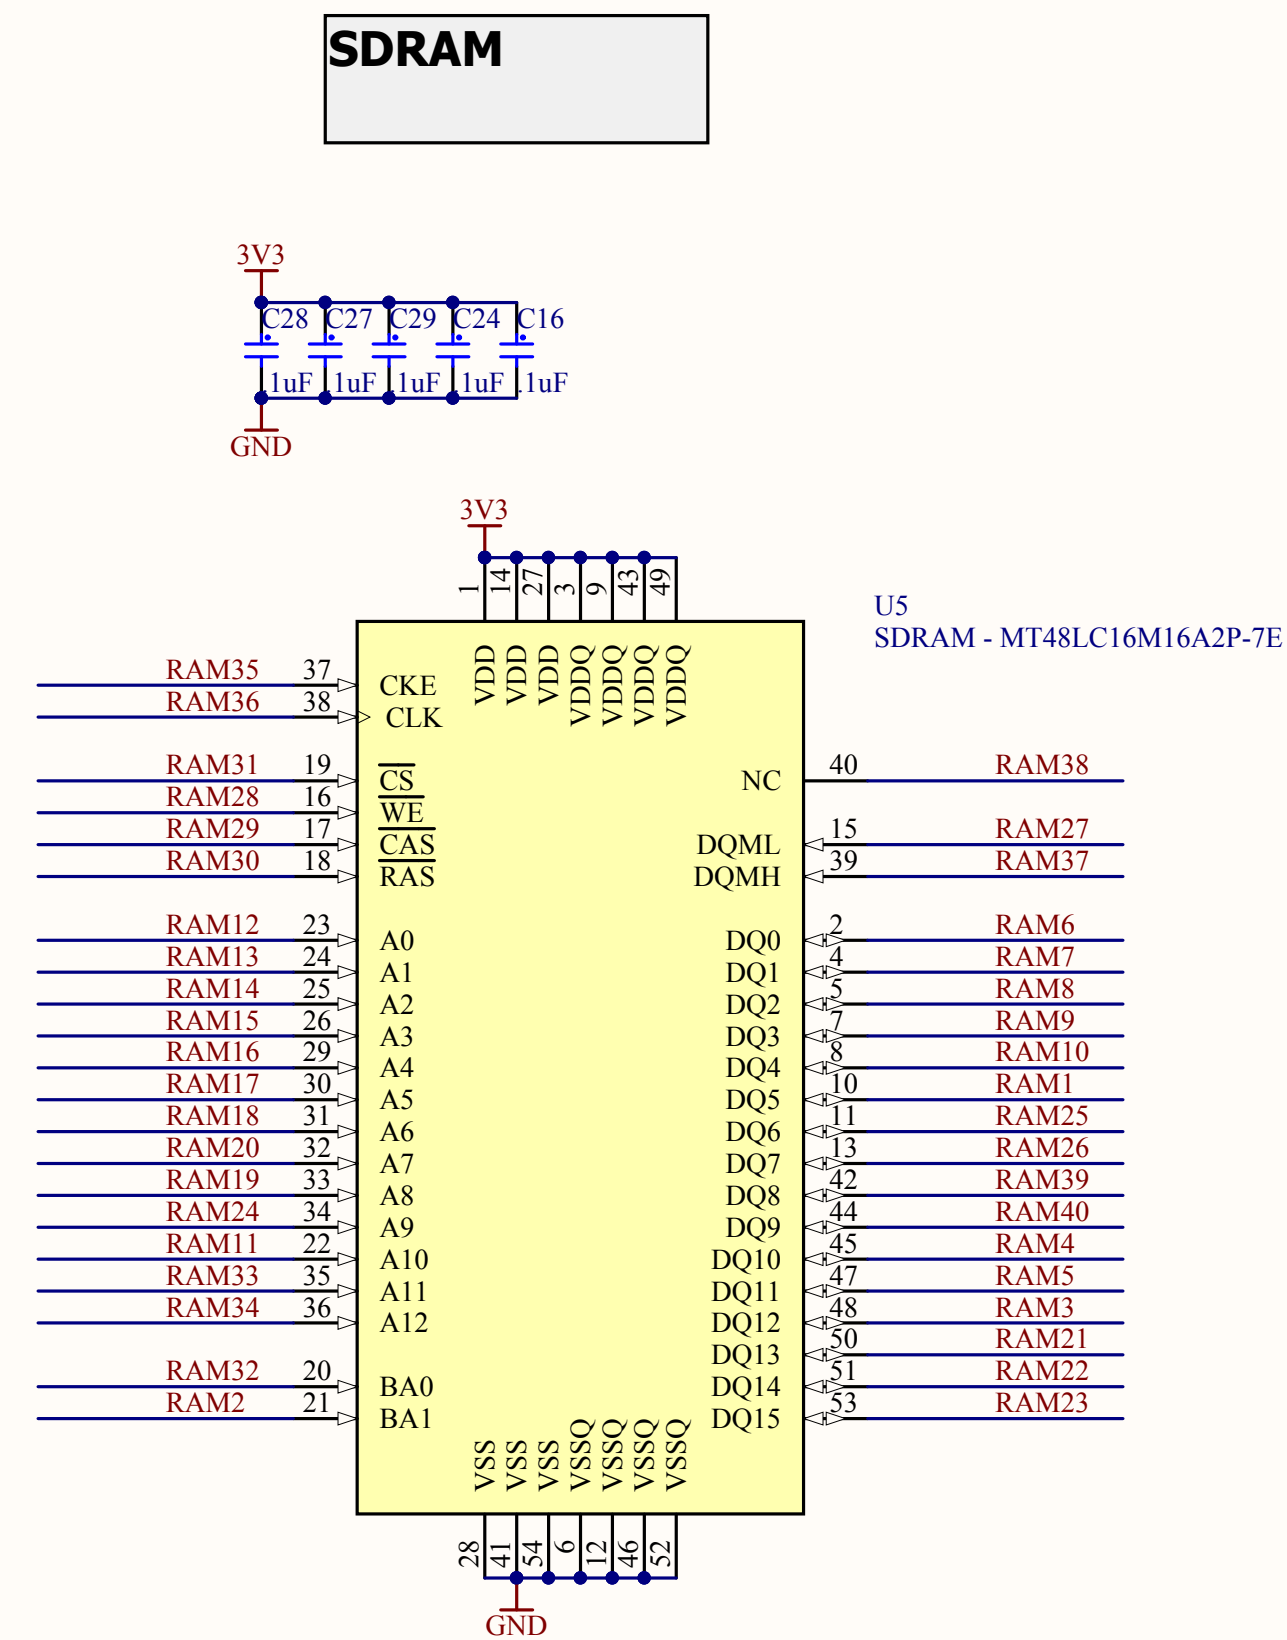 SDRAM
3V3
C28 C27 C29 C24 C16
.1uF .1uF .1uF .1uF .1uF
GND
3V3
1 14 27 3 9 43 49
U5
SDRAM - MT48LC16M16A2P-7E
VDD VDD VDD VDDQ VDDQ VDDQ VDDQ
RAM35 37 CKE
RAM36 38 CLK
RAM31 19 CS NC 40 RAM38
RAM28 16 WE
RAM29 17 CAS DQML 15 RAM27
RAM30 18 RAS DQMH 39 RAM37
RAM12 23 A0 DQ0 2 RAM6
RAM13 24 A1 DQ1 4 RAM7
RAM14 25 A2 DQ2 5 RAM8
RAM15 26 A3 DQ3 7 RAM9
RAM16 29 A4 DQ4 8 RAM10
RAM17 30 A5 DQ5 10 RAM1
RAM18 31 A6 DQ6 11 RAM25
RAM20 32 A7 DQ7 13 RAM26
RAM19 33 A8 DQ8 42 RAM39
RAM24 34 A9 DQ9 44 RAM40
RAM11 22 A10 DQ10 45 RAM4
RAM33 35 A11 DQ11 47 RAM5
RAM34 36 A12 DQ12 48 RAM3
DQ13 50 RAM21
RAM32 20 BA0 DQ14 51 RAM22
RAM2 21 BA1 DQ15 53 RAM23
VSS VSS VSS VSSQ VSSQ VSSQ VSSQ
28 41 54 6 12 46 52
GND